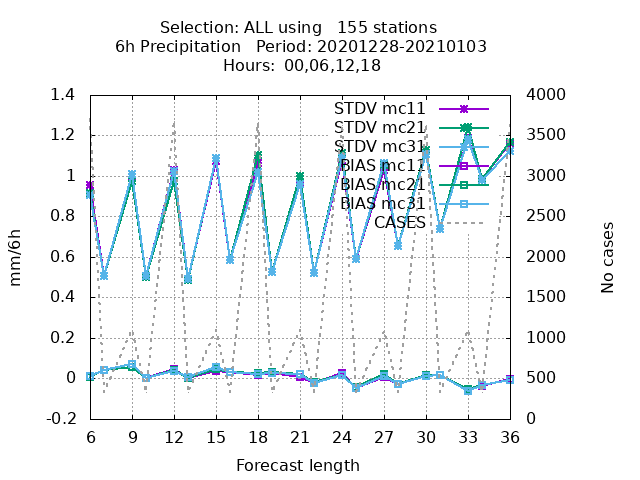 Selection: ALL using   155 stations
6h Precipitation   Period: 20201228-20210103
Hours:  00,06,12,18
STDV mc11
STDV mc21
STDV mc31
BIAS mc11
BIAS mc21
BIAS mc31
CASES
1.4
1.2
1
0.8
0.6
0.4
0.2
0
-0.2
mm/6h
4000
3500
3000
2500
2000
1500
1000
500
0
No cases
6 9 12 15 18 21 24 27 30 33 36
Forecast length